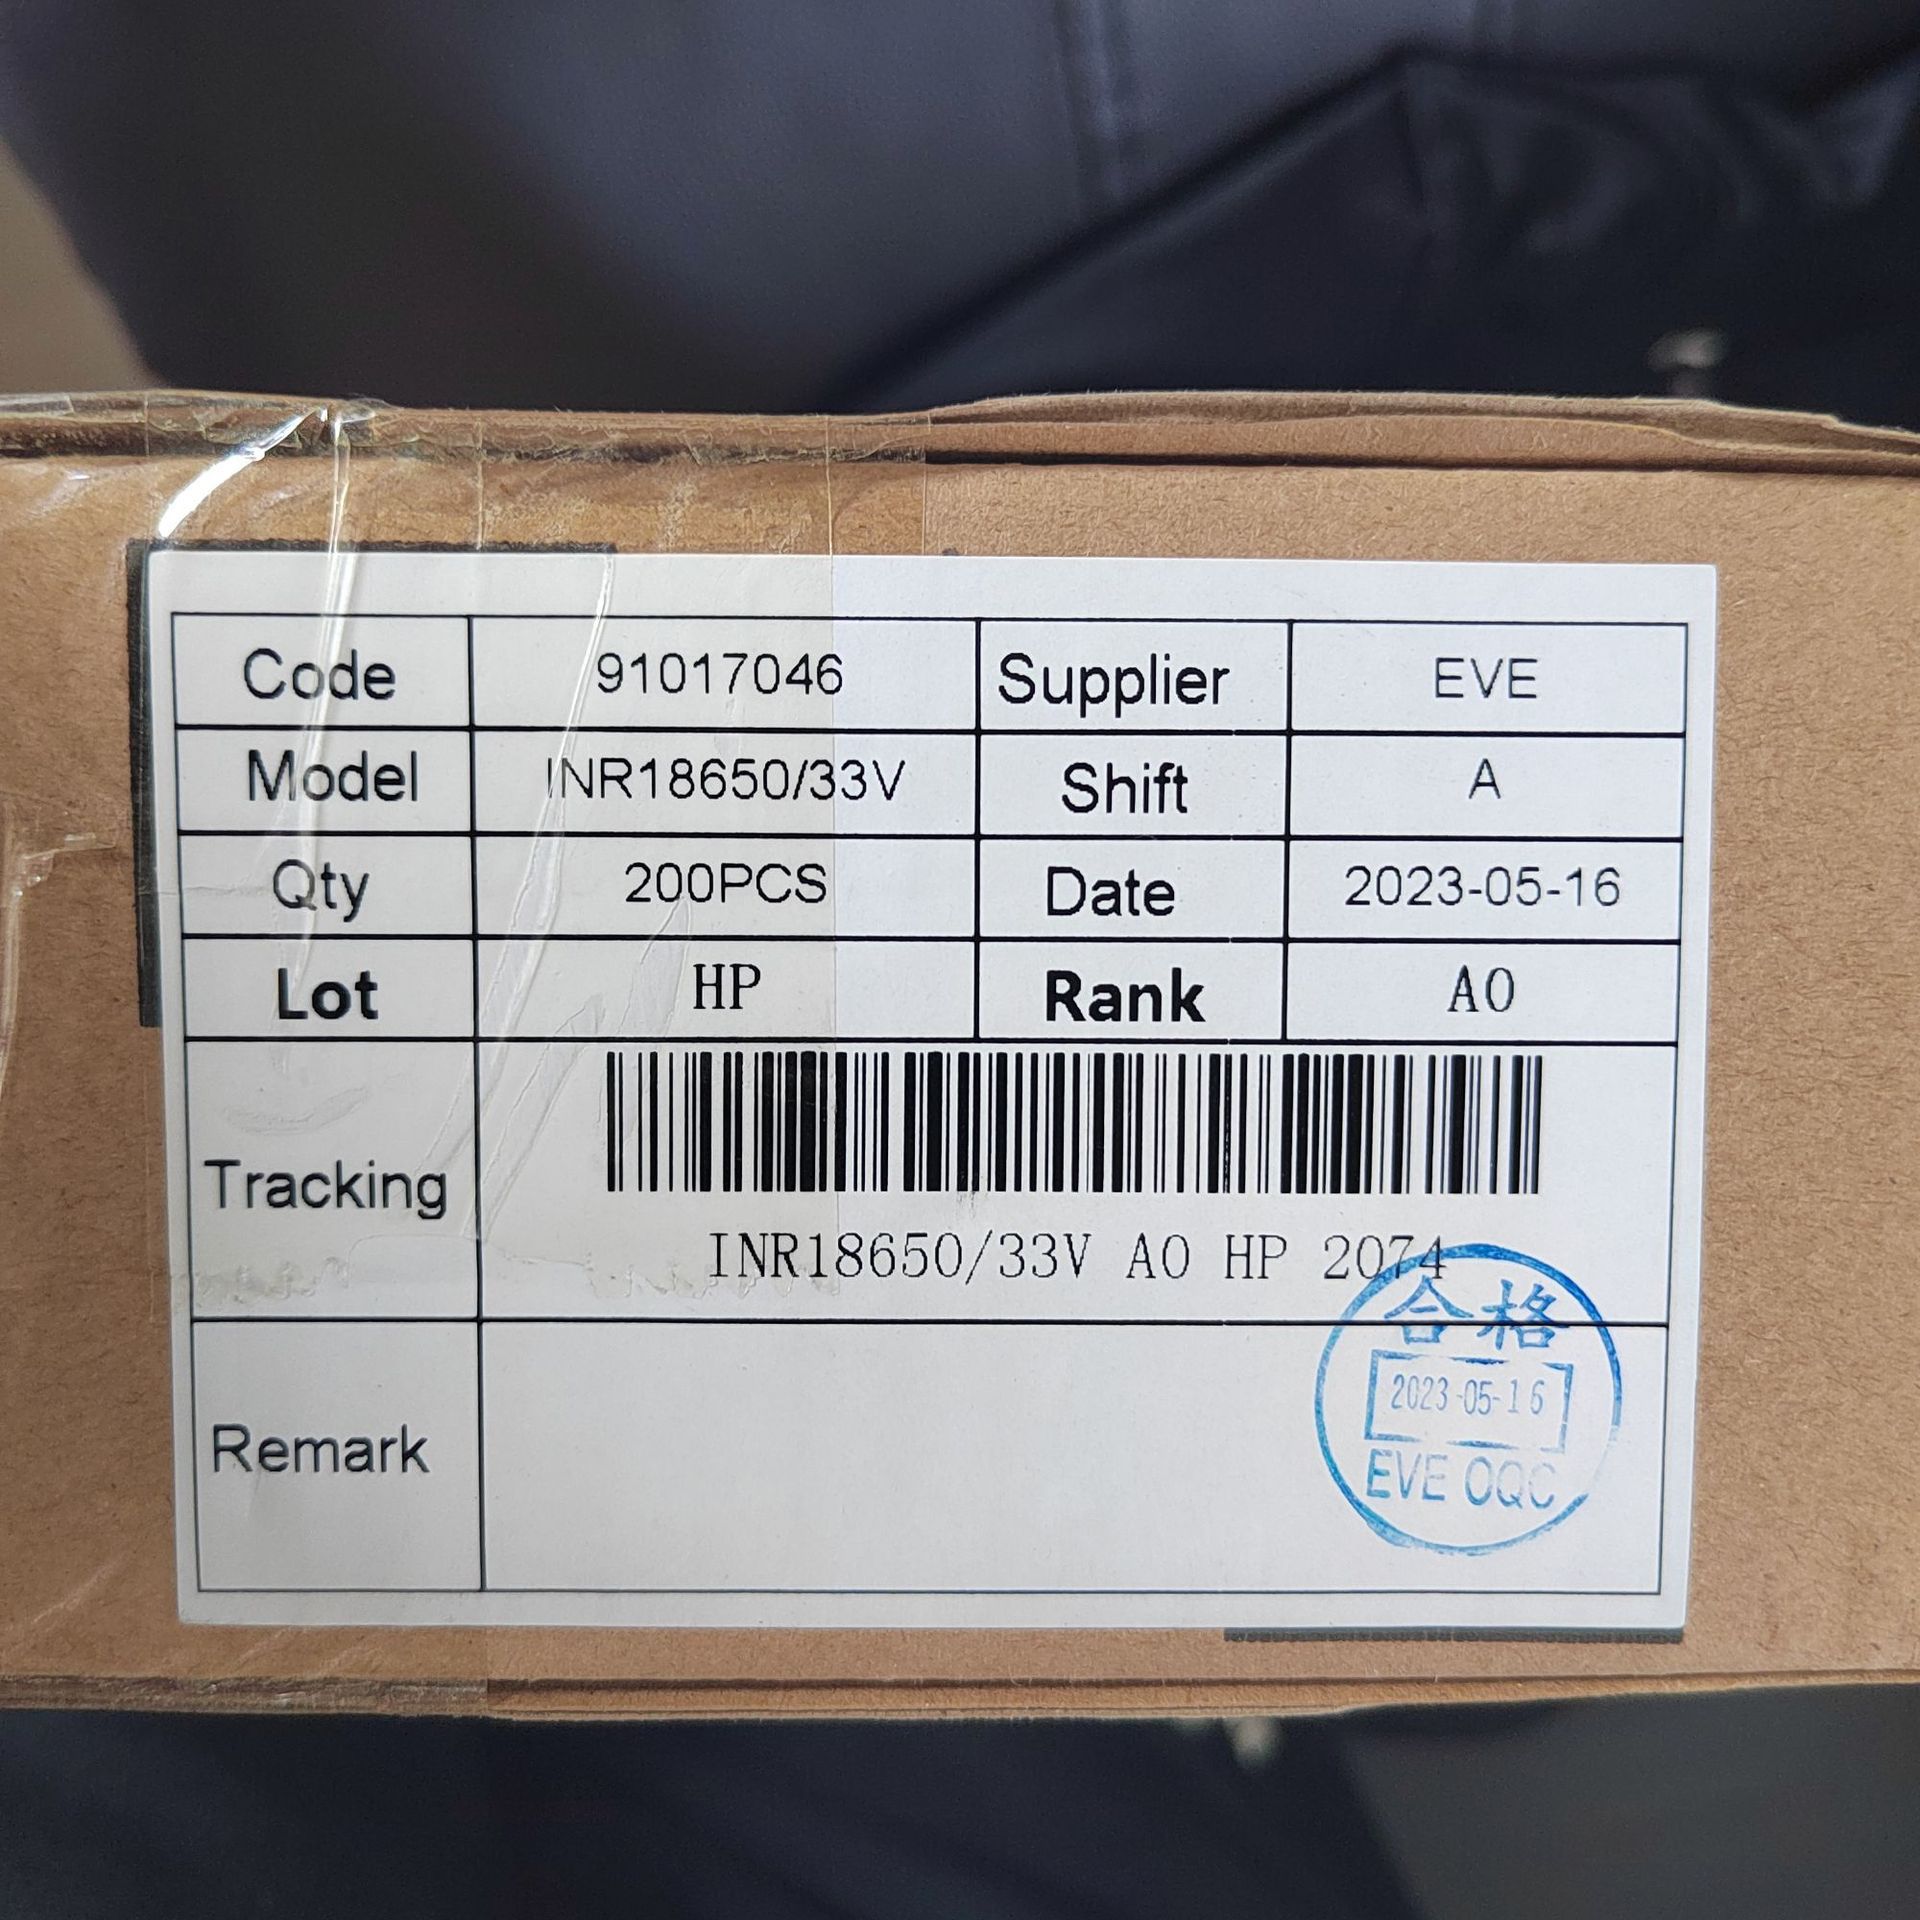 Code 91017046 Supplier EVE
Model INR18650/33V Shift A
Qty 200PCS Date 2023-05-16
Lot HP Rank A0
Tracking
INR18650/33V A0 HP 2074
Remark
合格
2023-05-16
EVE OQC